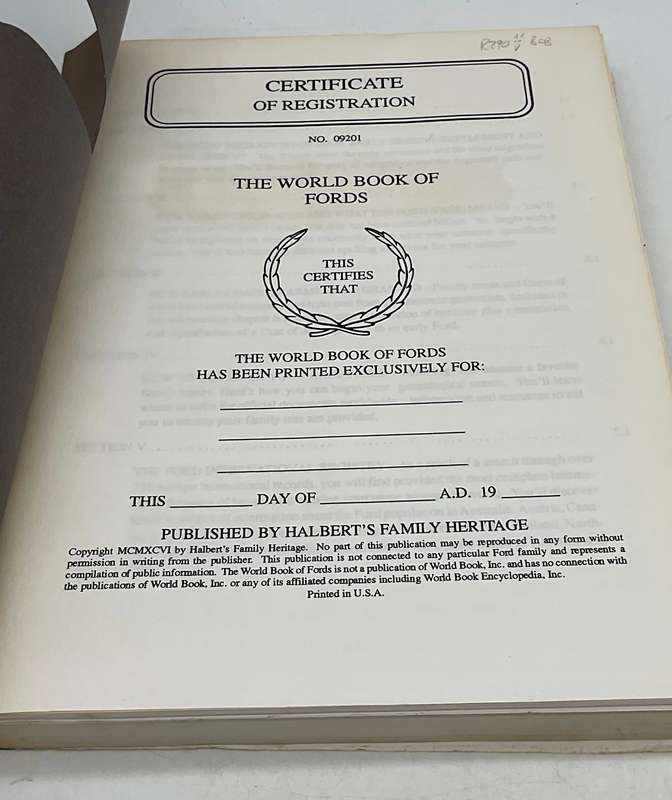 CERTIFICATE
OF REGISTRATION
NO. 09201
THE WORLD BOOK OF
FORDS
THIS
CERTIFIES
THAT
THE WORLD BOOK OF FORDS
HAS BEEN PRINTED EXCLUSIVELY FOR:
THIS DAY OF A.D. 19
PUBLISHED BY HALBERT'S FAMILY HERITAGE
Copyright MCMXCVI by Halbert's Family Heritage. No part of this publication may be reproduced in any form without
permission in writing from the publisher. This publication is not connected to any particular Ford family and represents a
compilation of public information. The World Book of Fords is not a publication of World Book, Inc. and has no connection with
the publications of World Book, Inc. or any of its affiliated companies including World Book Encyclopedia, Inc.
Printed in U.S.A.